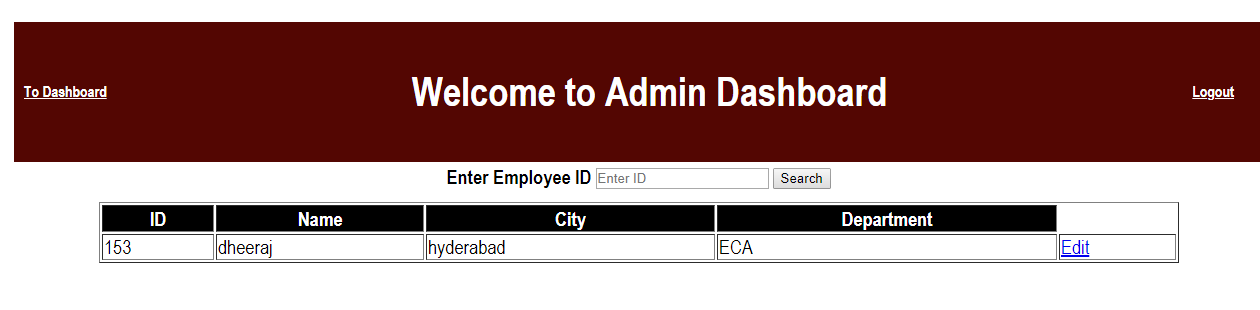 To Dashboard Welcome to Admin Dashboard Logout
Enter Employee ID Enter ID Search
ID Name City Department
153 dheeraj hyderabad ECA Edit